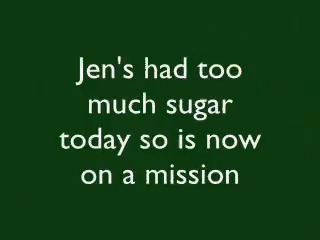 Jen's had too
much sugar
today so is now
on a mission